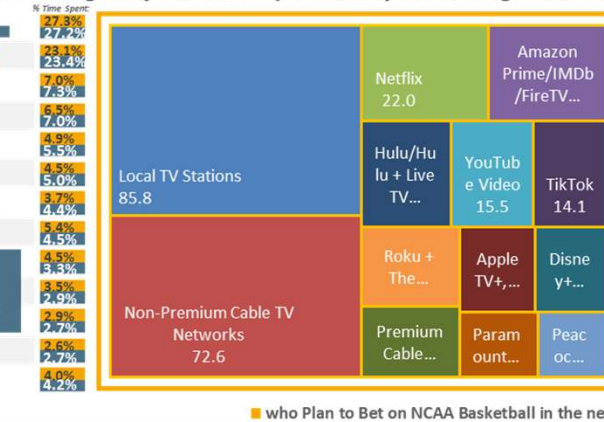 % Time Spent:
27.3%
27.2%
23.1%
23.4%
7.0%
7.3%
6.5%
7.0%
4.9%
5.5%
4.5%
5.0%
3.7%
4.4%
5.4%
4.5%
4.5%
3.3%
3.5%
2.9%
2.9%
2.7%
2.6%
2.7%
4.0%
4.2%
Local TV Stations
85.8
Netflix
22.0
Amazon
Prime/IMDb
/FireTV...
Hulu/Hu
lu + Live
TV...
YouTub
e Video
15.5
TikTok
14.1
Non-Premium Cable TV
Networks
72.6
Roku +
The...
Apple
TV+,...
Disne
y+...
Premium
Cable...
Param
ount...
Peac
oc...
who Plan to Bet on NCAA Basketball in the ne